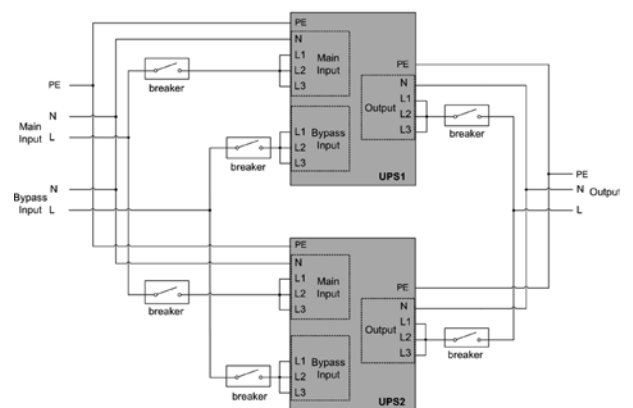 PE
N
Main
Input
L
N
Bypass
Input
L
breaker
breaker
PE
N
L1
L2
L3
Main
Input
L1
L2
L3
Bypass
Input
PE
N
Output
L1
L2
L3
UPS1
breaker
PE
N
Output
L
breaker
breaker
PE
N
L1
L2
L3
Main
Input
L1
L2
L3
Bypass
Input
PE
N
Output
L1
L2
L3
UPS2
breaker